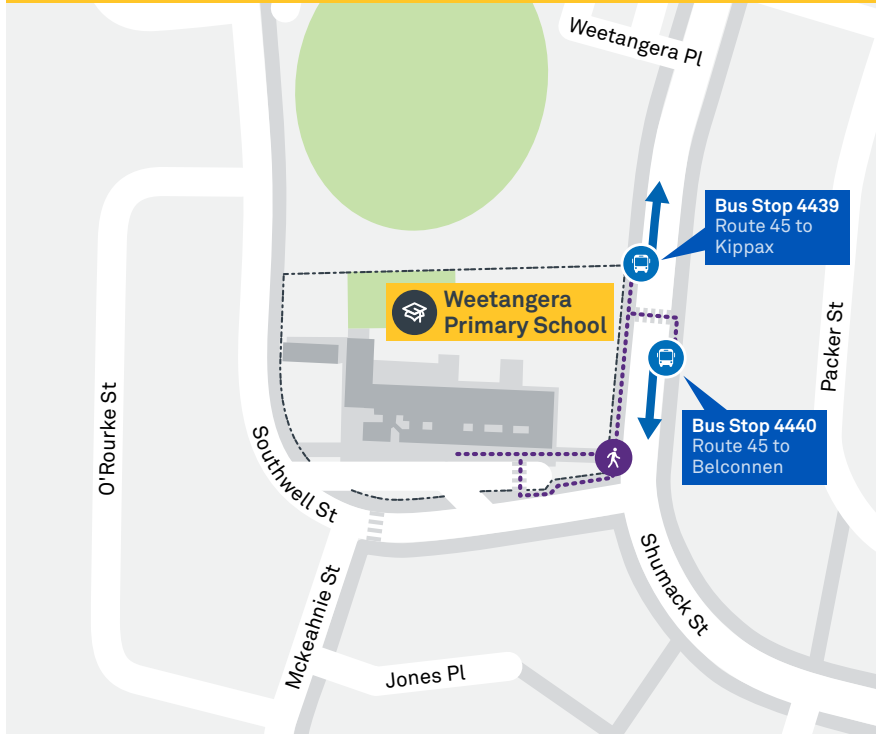 Weetangera Pl
Bus Stop 4439
Route 45 to
Kippax
Weetangera
Primary School
Packer St
O'Rourke St
Bus Stop 4440
Route 45 to
Belconnen
Southwell St
Shumack St
Mckeahnie St
Jones Pl